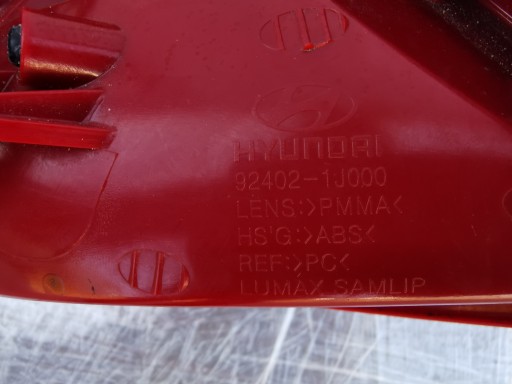 HYUNDAI
92402-1J000
LENS:>PMMA<
HS'G:>ABS<
REF:>PC<
LUMAX SAMLIP